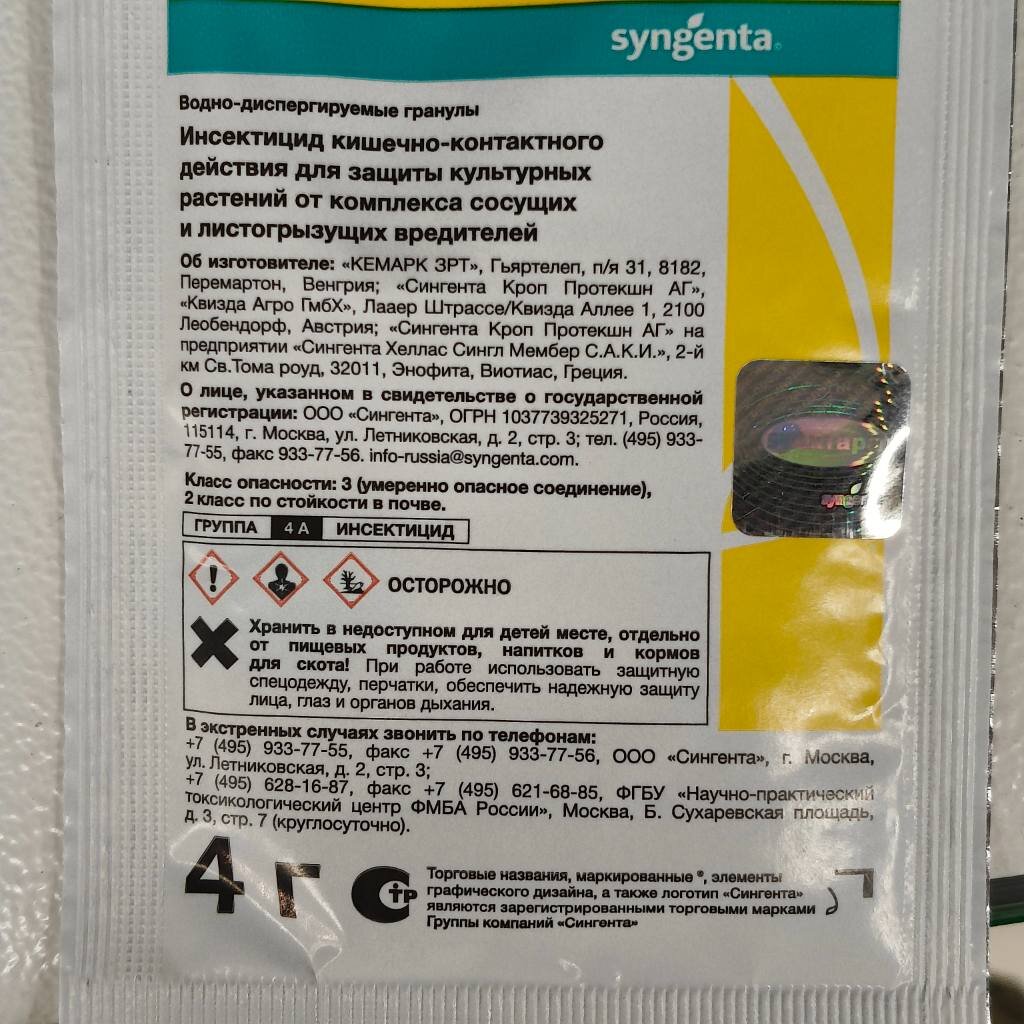 syngenta
Водно-диспергируемые гранулы
Инсектицид кишечно-контактного
действия для защиты культурных
растений от комплекса сосущих
и листогрызущих вредителей
Об изготовителе: «КЕМАРК ЗРТ», Гьяртелеп, п/я 31, 8182,
Перемартон, Венгрия; «Сингента Кроп Протекшн АГ»,
«Квизда Агро ГмбХ», Лааер Штрассе/Квизда Аллее 1, 2100
Леобендорф, Австрия; «Сингента Кроп Протекшн АГ» на
предприятии «Сингента Хеллас Сингл Мембер С.А.К.И.», 2-й
км Св.Тома роуд, 32011, Энофита, Виотиас, Греция.
О лице, указанном в свидетельстве о государственной
регистрации: ООО «Сингента», ОГРН 1037739325271, Россия,
115114, г. Москва, ул. Летниковская, д. 2, стр. 3; тел. (495) 933-
77-55, факс 933-77-56. info-russia@syngenta.com.
Класс опасности: 3 (умеренно опасное соединение),
2 класс по стойкости в почве.
ГРУППА 4 А ИНСЕКТИЦИД
ОСТОРОЖНО
Хранить в недоступном для детей месте, отдельно
от пищевых продуктов, напитков и кормов
для скота! При работе использовать защитную
спецодежду, перчатки, обеспечить надежную защиту
лица, глаз и органов дыхания.
В экстренных случаях звонить по телефонам:
+7 (495) 933-77-55, факс +7 (495) 933-77-56, ООО «Сингента», г. Москва,
ул. Летниковская, д. 2, стр. 3;
+7 (495) 628-16-87, факс +7 (495) 621-68-85, ФГБУ «Научно-практический
токсикологический центр ФМБА России», Москва, Б. Сухаревская площадь,
д. 3, стр. 7 (круглосуточно).
4 г
Торговые названия, маркированные ®, элементы
графического дизайна, а также логотип «Сингента»
являются зарегистрированными торговыми марками
Группы компаний «Сингента»